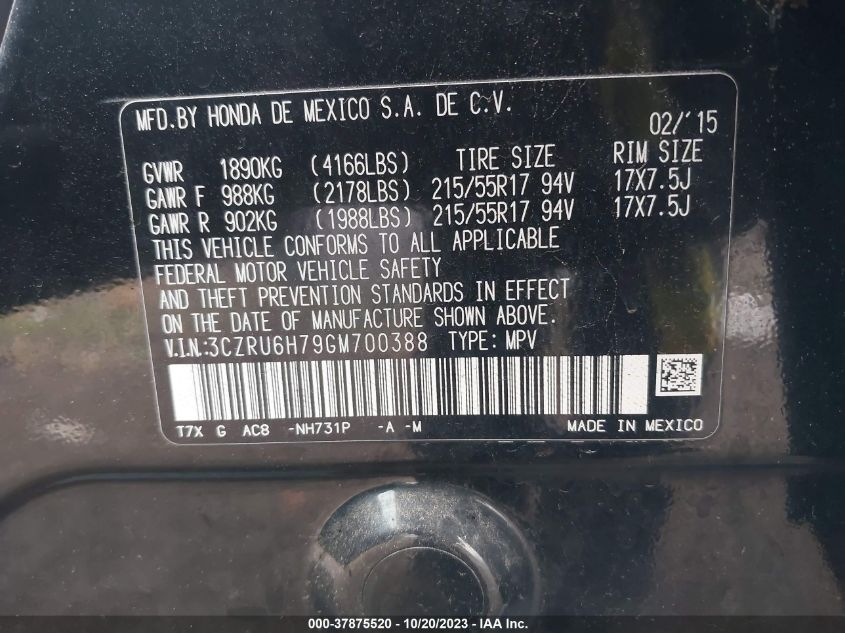 MFD.BY HONDA DE MEXICO S.A. DE C.V.
02/'15
GVWR 1890KG (4166LBS) TIRE SIZE RIM SIZE
GAWR F 988KG (2178LBS) 215/55R17 94V 17X7.5J
GAWR R 902KG (1988LBS) 215/55R17 94V 17X7.5J
THIS VEHICLE CONFORMS TO ALL APPLICABLE
FEDERAL MOTOR VEHICLE SAFETY
AND THEFT PREVENTION STANDARDS IN EFFECT
ON THE DATE OF MANUFACTURE SHOWN ABOVE.
V.I.N.:3CZRU6H79GM700388 TYPE: MPV
T7X G AC8 -NH731P -A -M MADE IN MEXICO
000-37875520 - 10/20/2023 - IAA Inc.